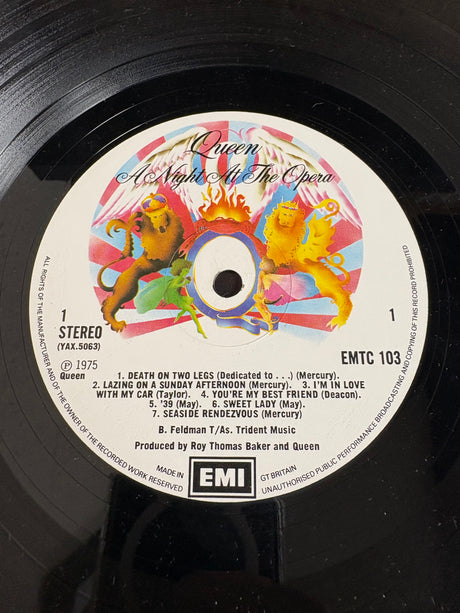 Queen
A Night At The Opera
1
STEREO
(YAX.5063)
1
EMTC 103
℗ 1975
Queen
1. DEATH ON TWO LEGS (Dedicated to . . .) (Mercury).
2. LAZING ON A SUNDAY AFTERNOON (Mercury). 3. I'M IN LOVE
WITH MY CAR (Taylor). 4. YOU'RE MY BEST FRIEND (Deacon).
5. '39 (May). 6. SWEET LADY (May).
7. SEASIDE RENDEZVOUS (Mercury)
B. Feldman T/As. Trident Music
Produced by Roy Thomas Baker and Queen
MADE IN
EMI
GT BRITAIN
ALL RIGHTS OF THE MANUFACTURER AND OF THE OWNER OF THE RECORDED WORK RESERVED
UNAUTHORISED PUBLIC PERFORMANCE BROADCASTING AND COPYING OF THIS RECORD PROHIBITED